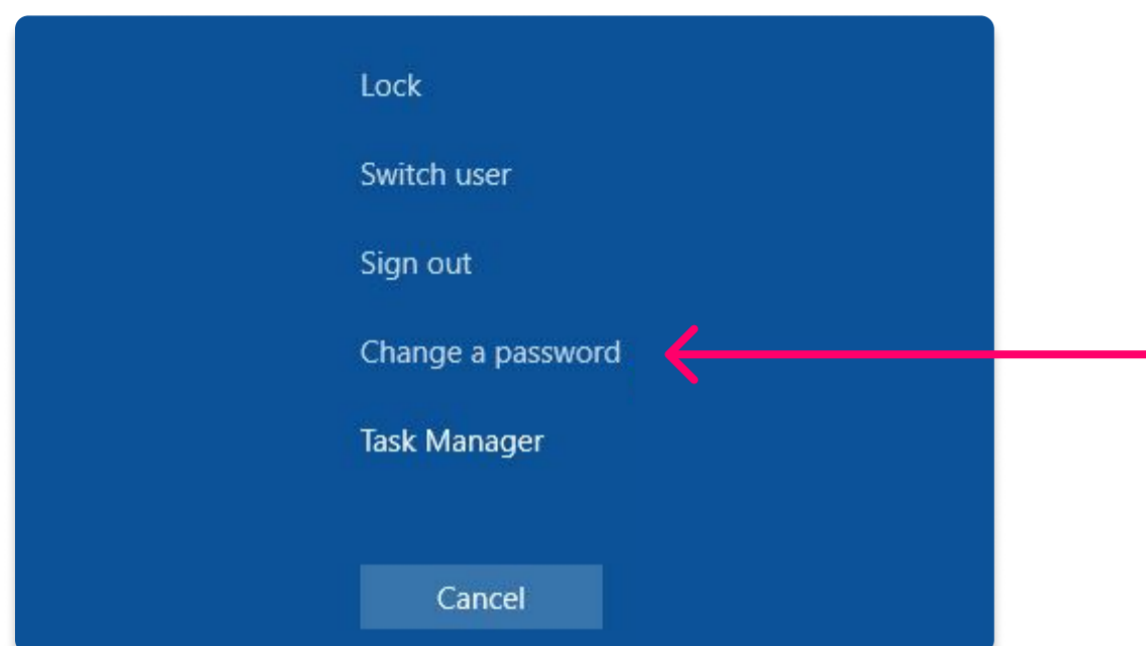 Lock
Switch user
Sign out
Change a password
Task Manager
Cancel